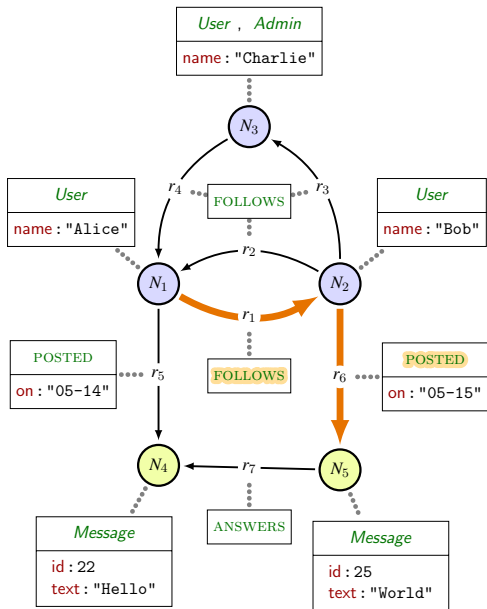 User , Admin
name : "Charlie"
N3
r4
FOLLOWS
r3
User
name : "Alice"
r2
User
name : "Bob"
N1
N2
r1
POSTED
on : "05-14"
r5
FOLLOWS
r6
POSTED
on : "05-15"
N4
r7
N5
ANSWERS
Message
id : 22
text : "Hello"
Message
id : 25
text : "World"